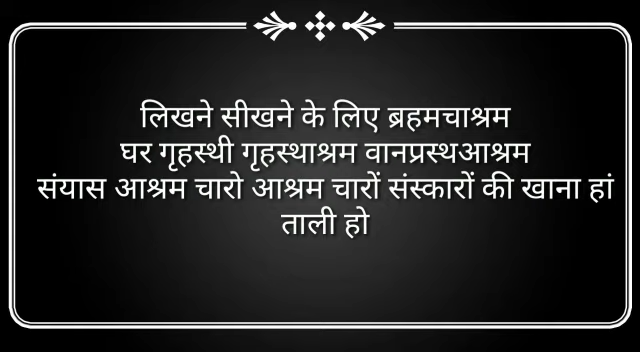 लिखने सीखने के लिए ब्रहमचाश्रम
घर गृहस्थी गृहस्थाश्रम वानप्रस्थआश्रम
संयास आश्रम चारो आश्रम चारों संस्कारों की खाना हां
ताली हो